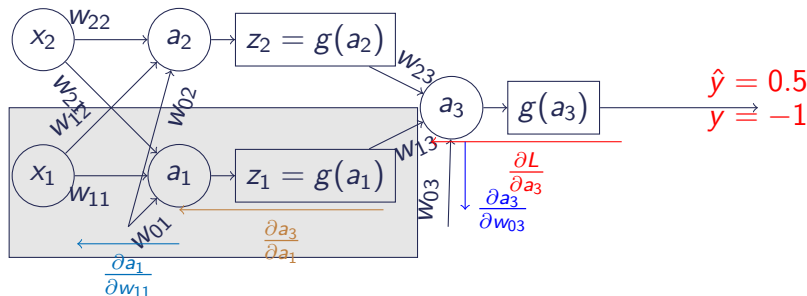 x₂
w₂₂
a₂
z₂ = g(a₂)
w₂₁
w₁₂
w₀₂
w₂₃
a₃
g(a₃)
ŷ = 0.5
y = −1
x₁
w₁₁
a₁
z₁ = g(a₁)
w₁₃
w₀₁
w₀₃
∂L/∂a₃
∂a₃/∂w₀₃
∂a₃/∂a₁
∂a₁/∂w₁₁